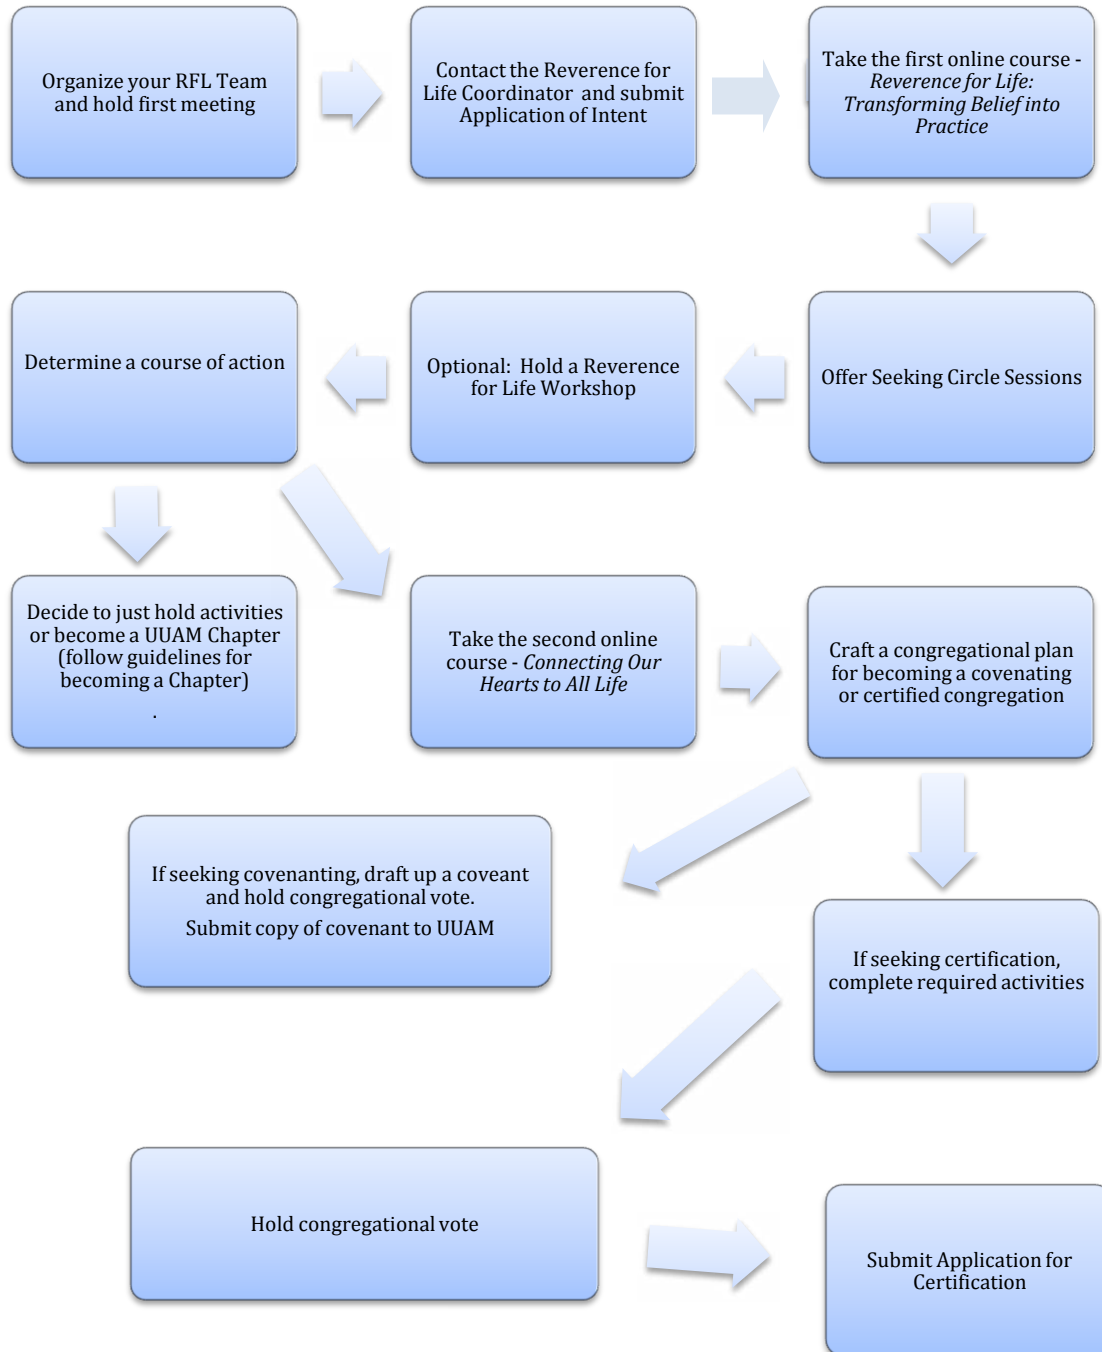 Organize your RFL Team
and hold first meeting
Contact the Reverence for
Life Coordinator and submit
Application of Intent
Take the first online course -
Reverence for Life:
Transforming Belief into
Practice
Determine a course of action
Optional: Hold a Reverence
for Life Workshop
Offer Seeking Circle Sessions
Decide to just hold activities
or become a UUAM Chapter
(follow guidelines for
becoming a Chapter)
.
Take the second online
course - Connecting Our
Hearts to All Life
Craft a congregational plan
for becoming a covenating
or certified congregation
If seeking covenanting, draft up a coveant
and hold congregational vote.
Submit copy of covenant to UUAM
If seeking certification,
complete required activities
Hold congregational vote
Submit Application for
Certification